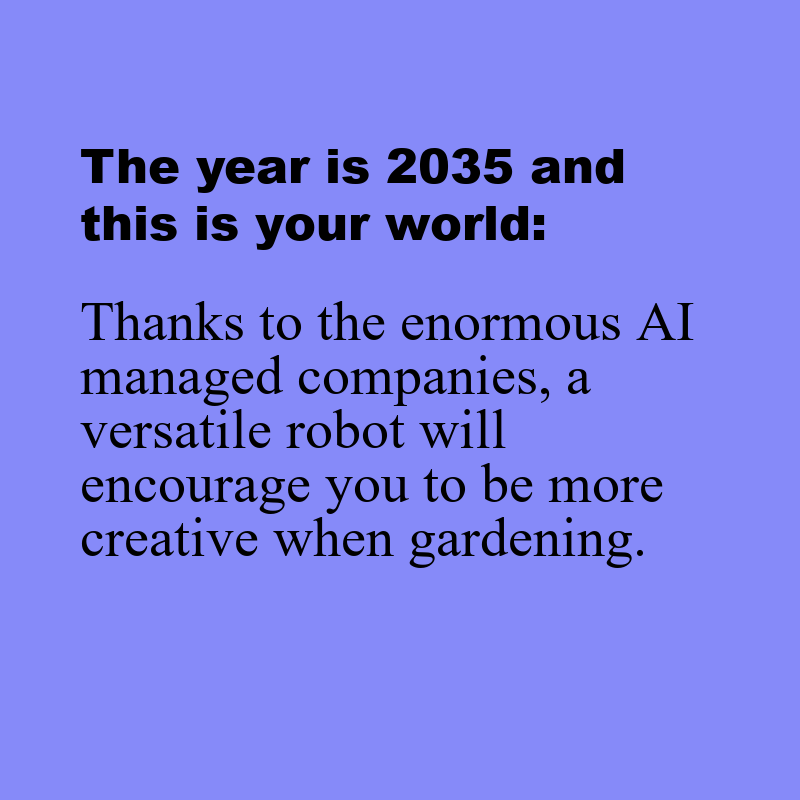 The year is 2035 and
this is your world:
Thanks to the enormous AI
managed companies, a
versatile robot will
encourage you to be more
creative when gardening.